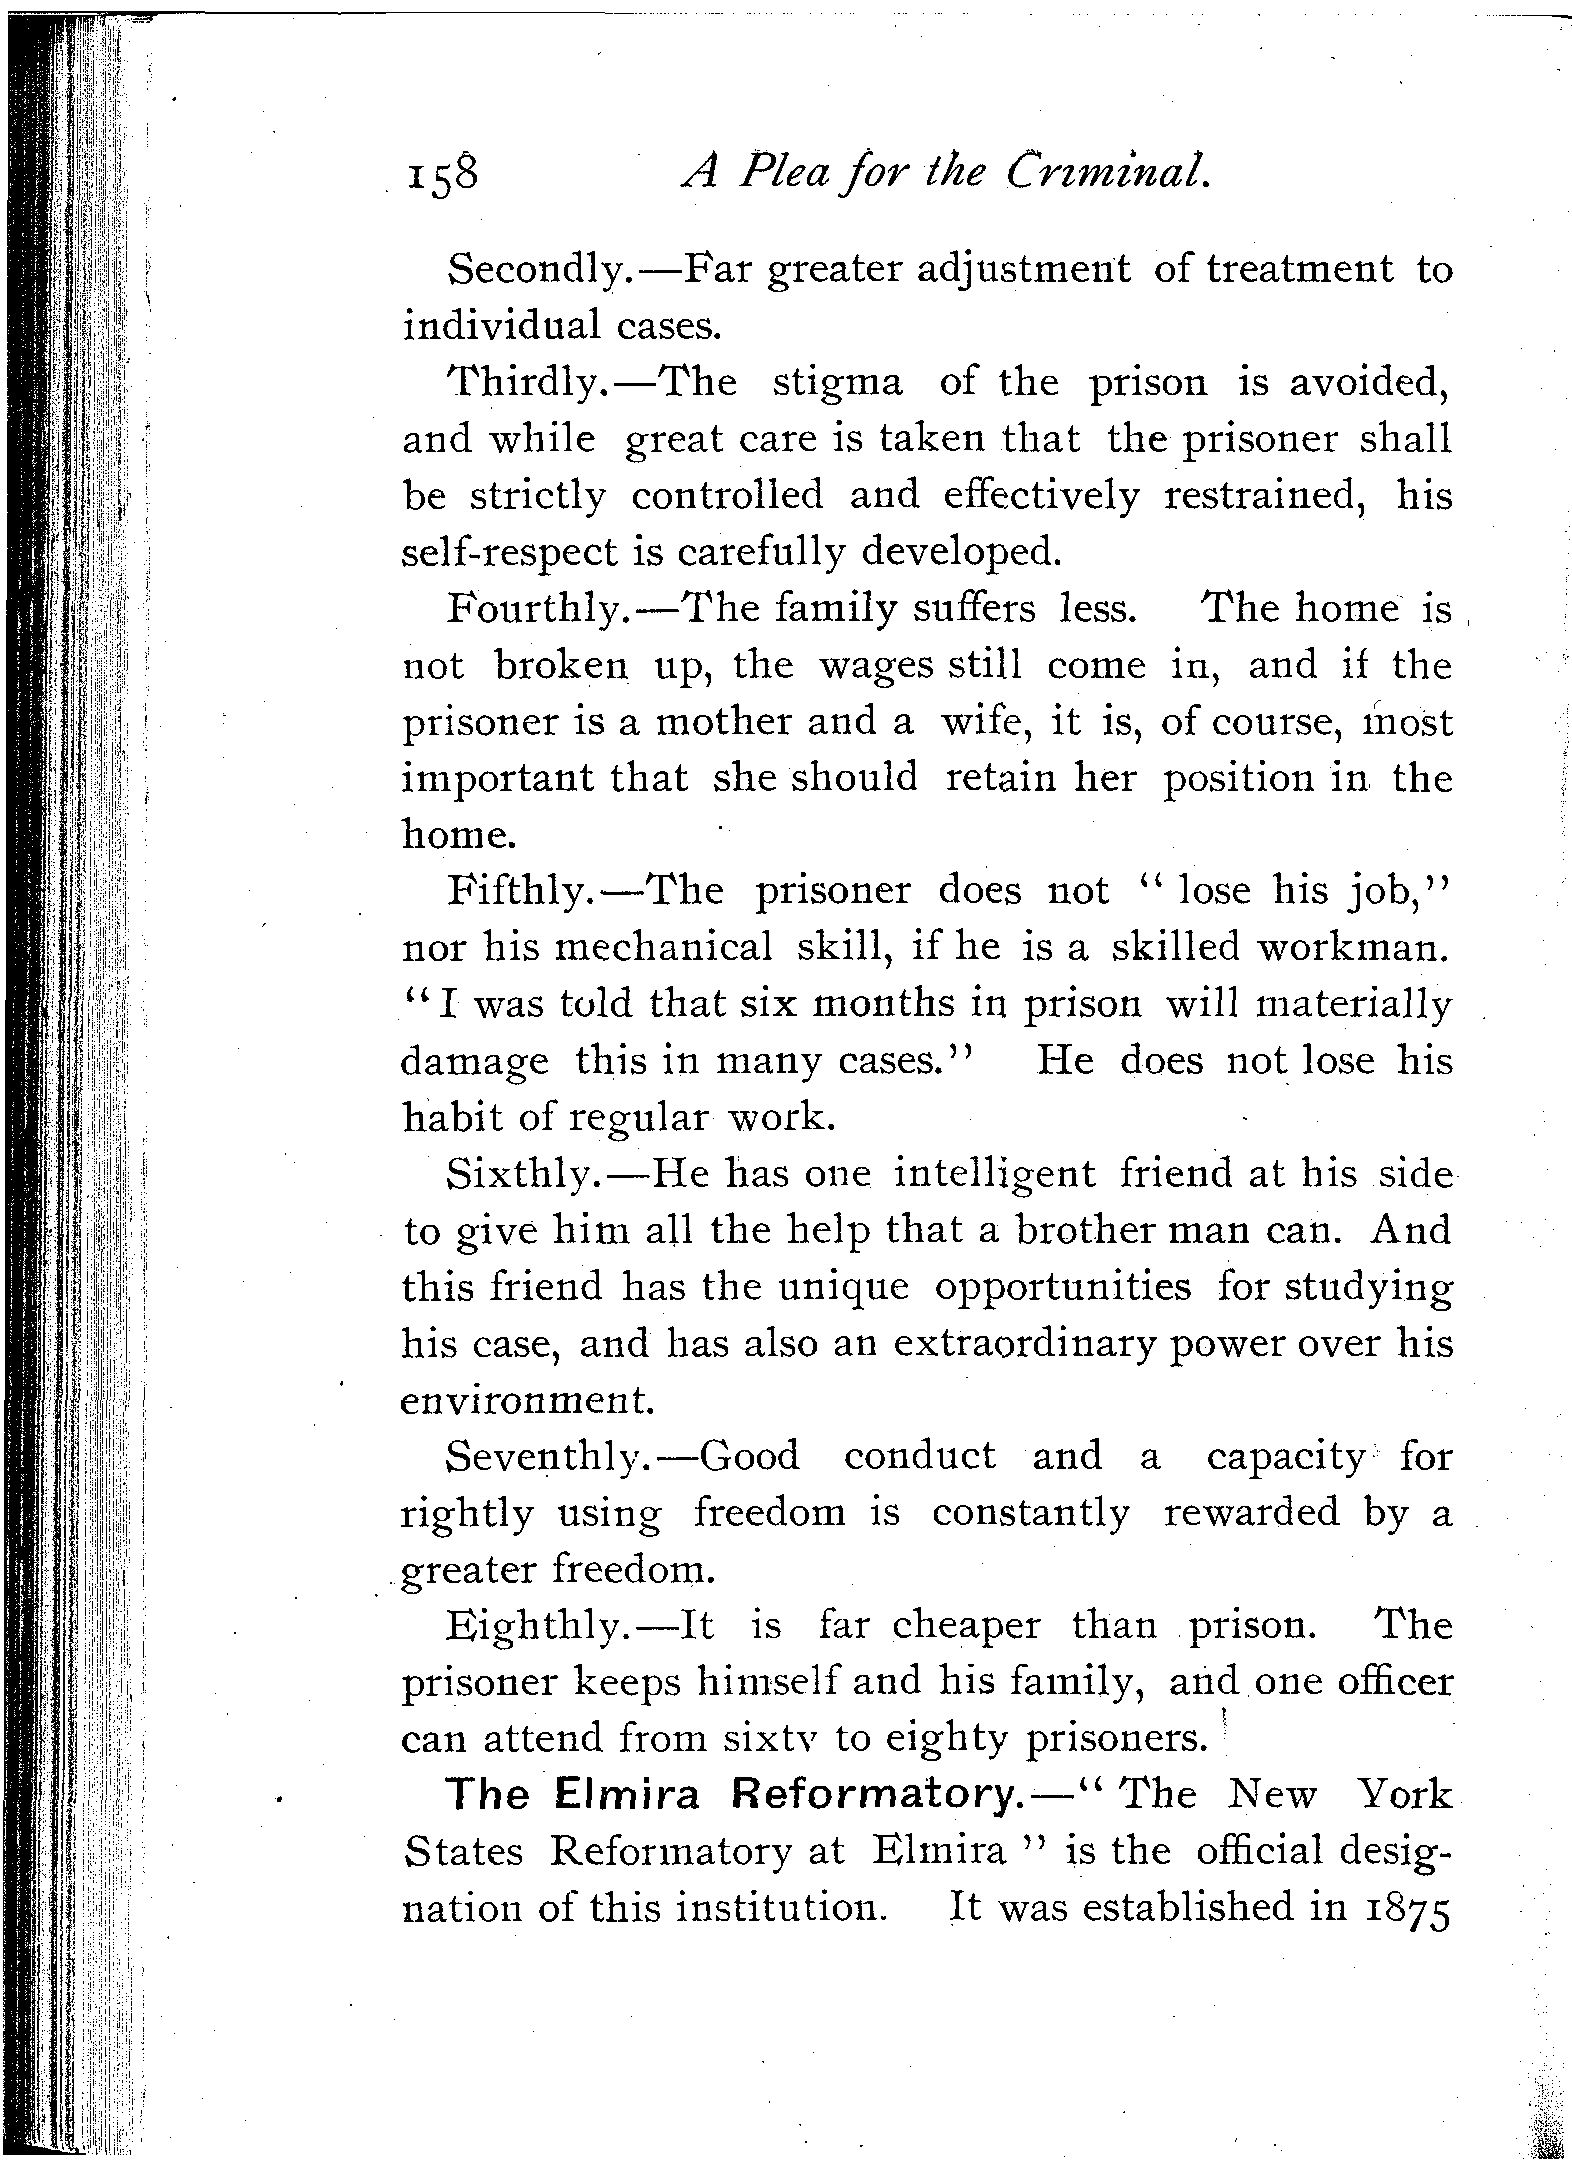 158 A Plea for the Criminal.
Secondly.—Far greater adjustment of treatment to
individual cases.
Thirdly.—The stigma of the prison is avoided,
and while great care is taken that the prisoner shall
be strictly controlled and effectively restrained, his
self-respect is carefully developed.
Fourthly.—The family suffers less. The home is
not broken up, the wages still come in, and if the
prisoner is a mother and a wife, it is, of course, most
important that she should retain her position in the
home.
Fifthly.—The prisoner does not “ lose his job,”
nor his mechanical skill, if he is a skilled workman.
“ I was told that six months in prison will materially
damage this in many cases.” He does not lose his
habit of regular work.
Sixthly.—He has one intelligent friend at his side
to give him all the help that a brother man can. And
this friend has the unique opportunities for studying
his case, and has also an extraordinary power over his
environment.
Seventhly.—Good conduct and a capacity for
rightly using freedom is constantly rewarded by a
greater freedom.
Eighthly.—It is far cheaper than prison. The
prisoner keeps himself and his family, and one officer
can attend from sixty to eighty prisoners.
The Elmira Reformatory.—“ The New York
States Reformatory at Elmira ” is the official desig-
nation of this institution. It was established in 1875